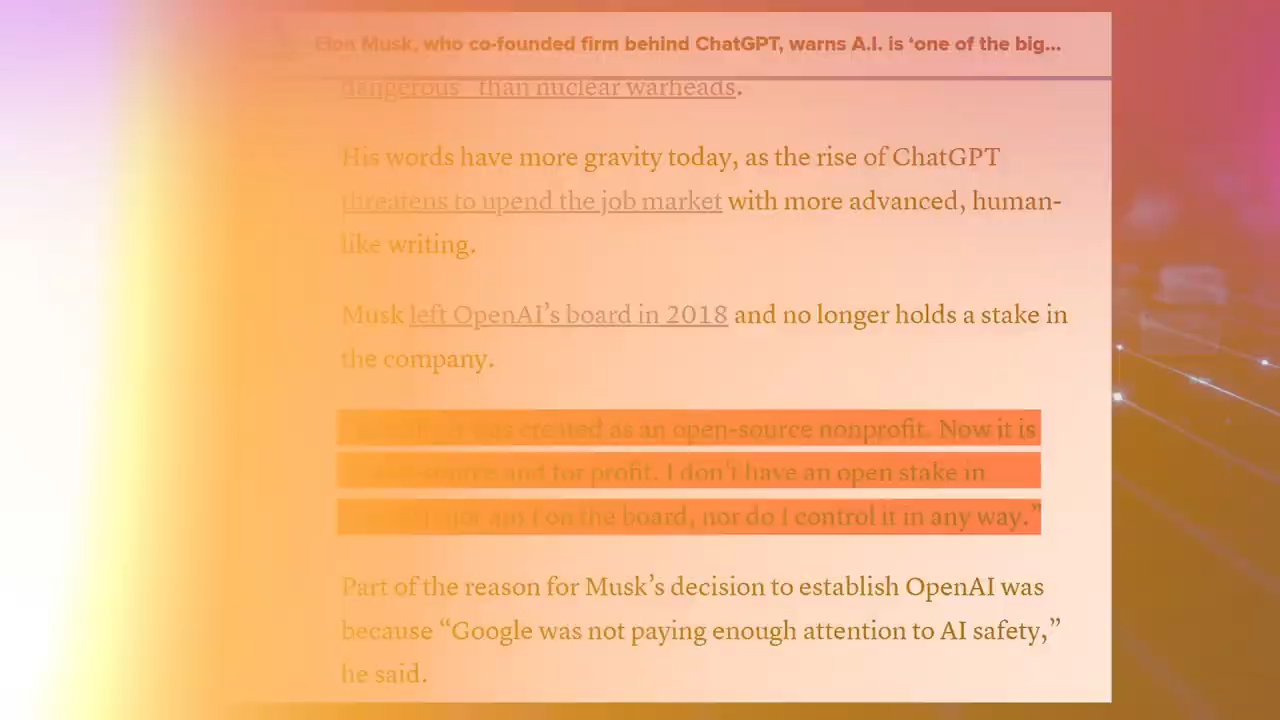 Elon Musk, who co-founded firm behind ChatGPT, warns A.I. is ‘one of the big...
dangerous” than nuclear warheads.
His words have more gravity today, as the rise of ChatGPT
threatens to upend the job market with more advanced, human-
like writing.
Musk left OpenAI’s board in 2018 and no longer holds a stake in
the company.
it was created as an open-source nonprofit. Now it is
and for profit. I don’t have an open stake in
nor am I on the board, nor do I control it in any way.”
Part of the reason for Musk’s decision to establish OpenAI was
because “Google was not paying enough attention to AI safety,”
he said.